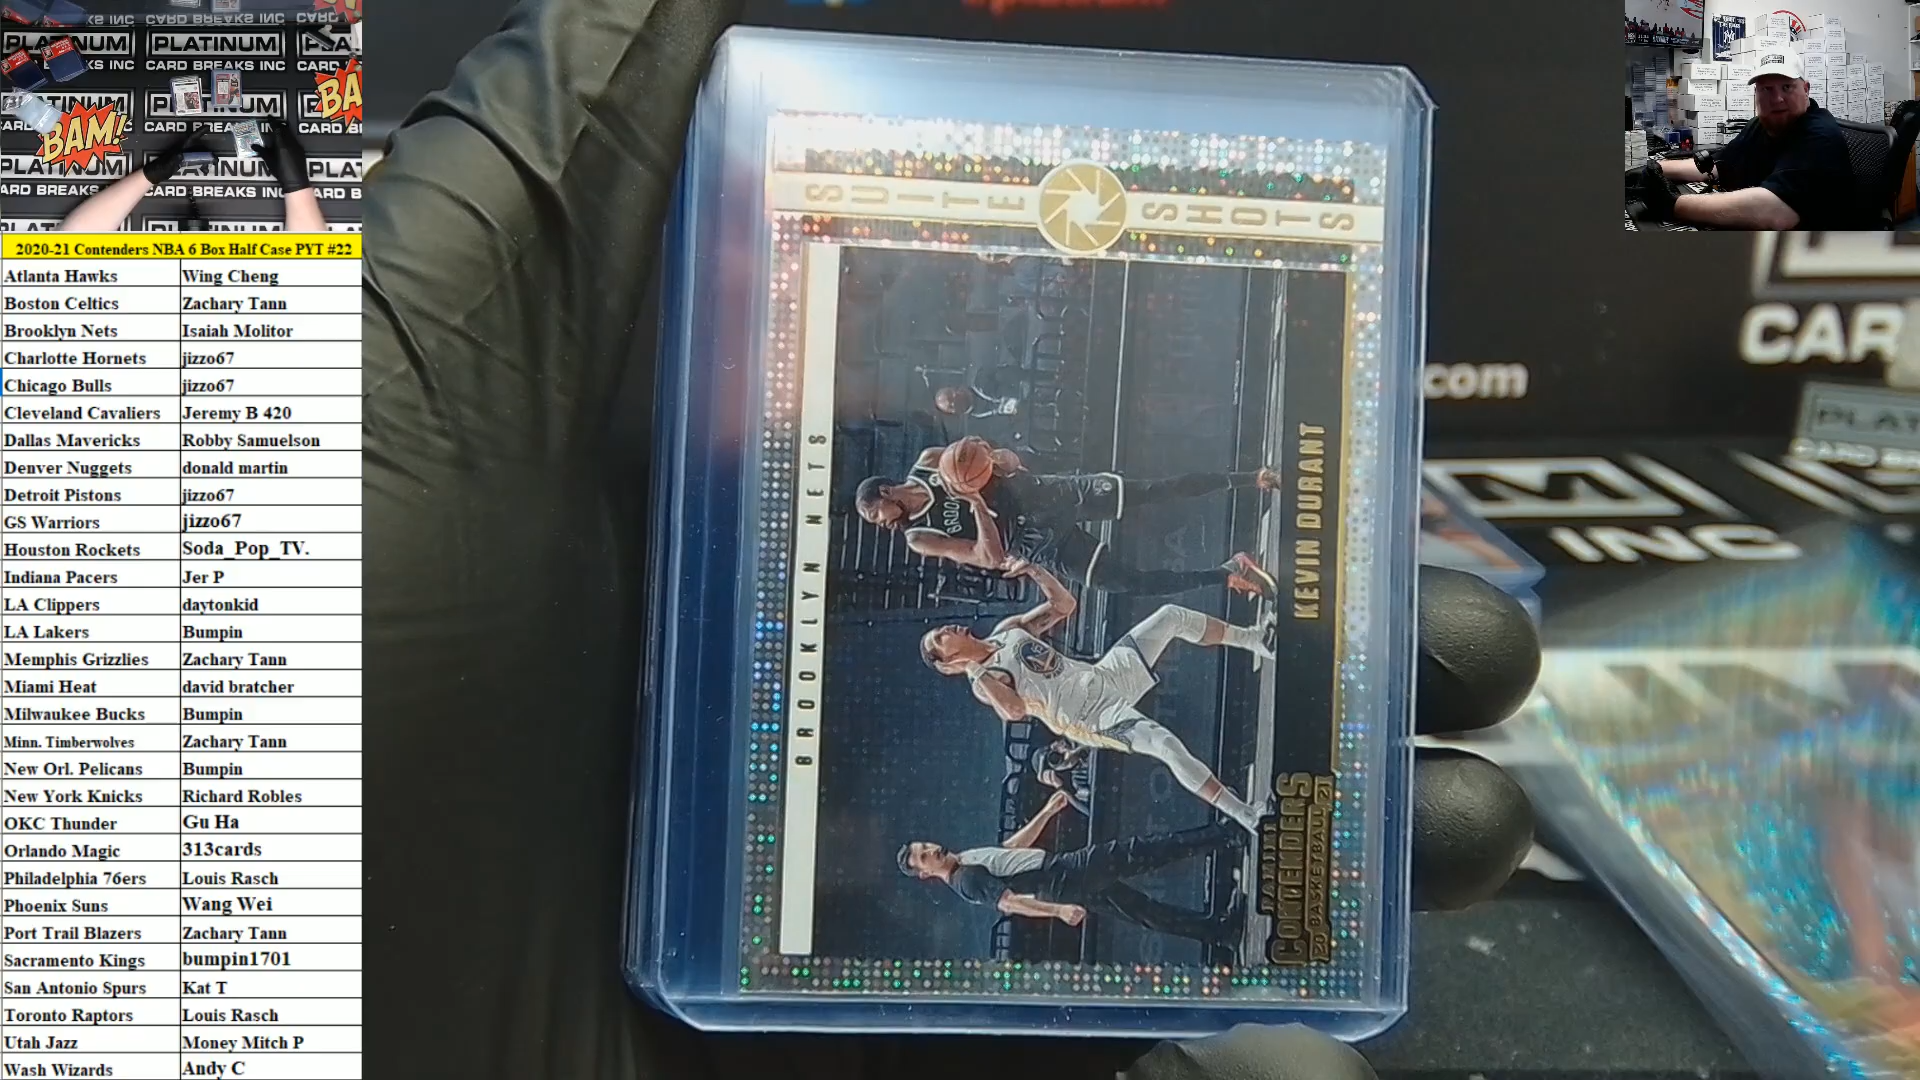 PLATINUM
CARD BREAKS INC
BAM!
2020-21 Contenders NBA 6 Box Half Case PYT #22
Atlanta Hawks Wing Cheng
Boston Celtics Zachary Tann
Brooklyn Nets Isaiah Molitor
Charlotte Hornets jizzo67
Chicago Bulls jizzo67
Cleveland Cavaliers Jeremy B 420
Dallas Mavericks Robby Samuelson
Denver Nuggets donald martin
Detroit Pistons jizzo67
GS Warriors jizzo67
Houston Rockets Soda_Pop_TV.
Indiana Pacers Jer P
LA Clippers daytonkid
LA Lakers Bumpin
Memphis Grizzlies Zachary Tann
Miami Heat david bratcher
Milwaukee Bucks Bumpin
Minn. Timberwolves Zachary Tann
New Orl. Pelicans Bumpin
New York Knicks Richard Robles
OKC Thunder Gu Ha
Orlando Magic 313cards
Philadelphia 76ers Louis Rasch
Phoenix Suns Wang Wei
Port Trail Blazers Zachary Tann
Sacramento Kings bumpin1701
San Antonio Spurs Kat T
Toronto Raptors Louis Rasch
Utah Jazz Money Mitch P
Wash Wizards Andy C
SUITE SHOTS
BROOKLYN NETS
KEVIN DURANT
PANINI
CONTENDERS
20 BASKETBALL 21
.com
CAR
INC